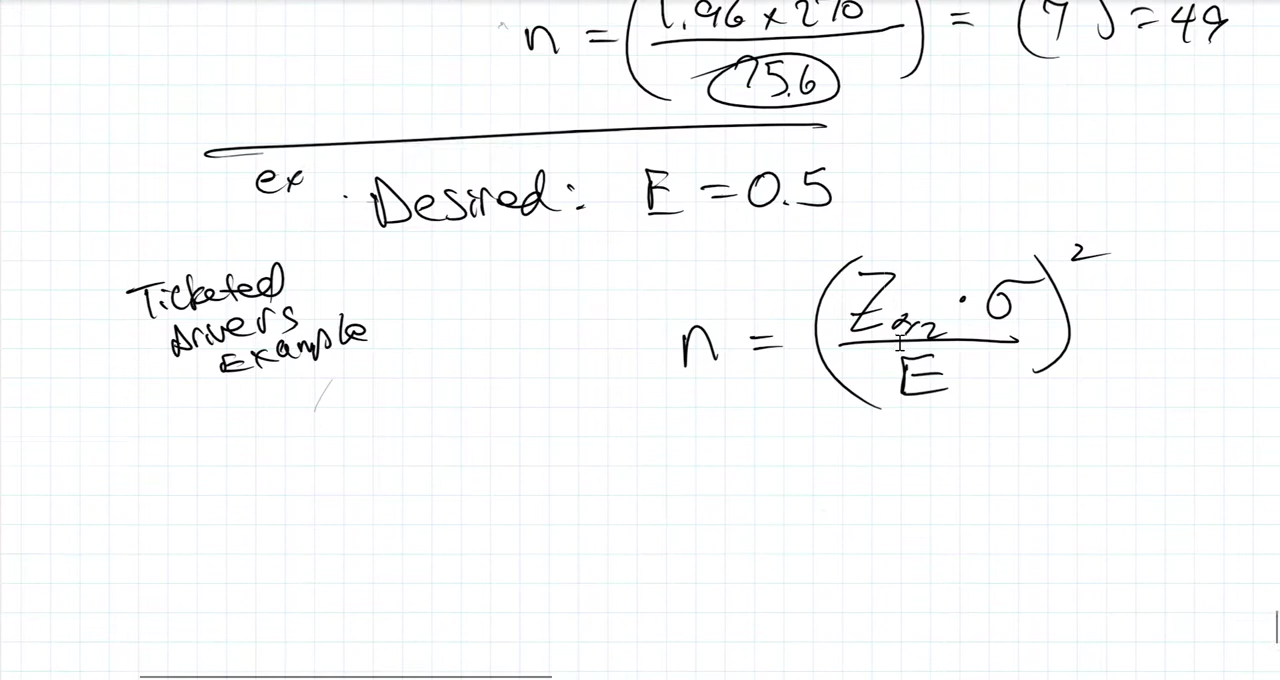 n = (1.96 x 270 / 75.6) = (7) = 49
ex . Desired: E = 0.5
Ticketed
Drivers
Example
n = (Zα/2 · σ / E)²